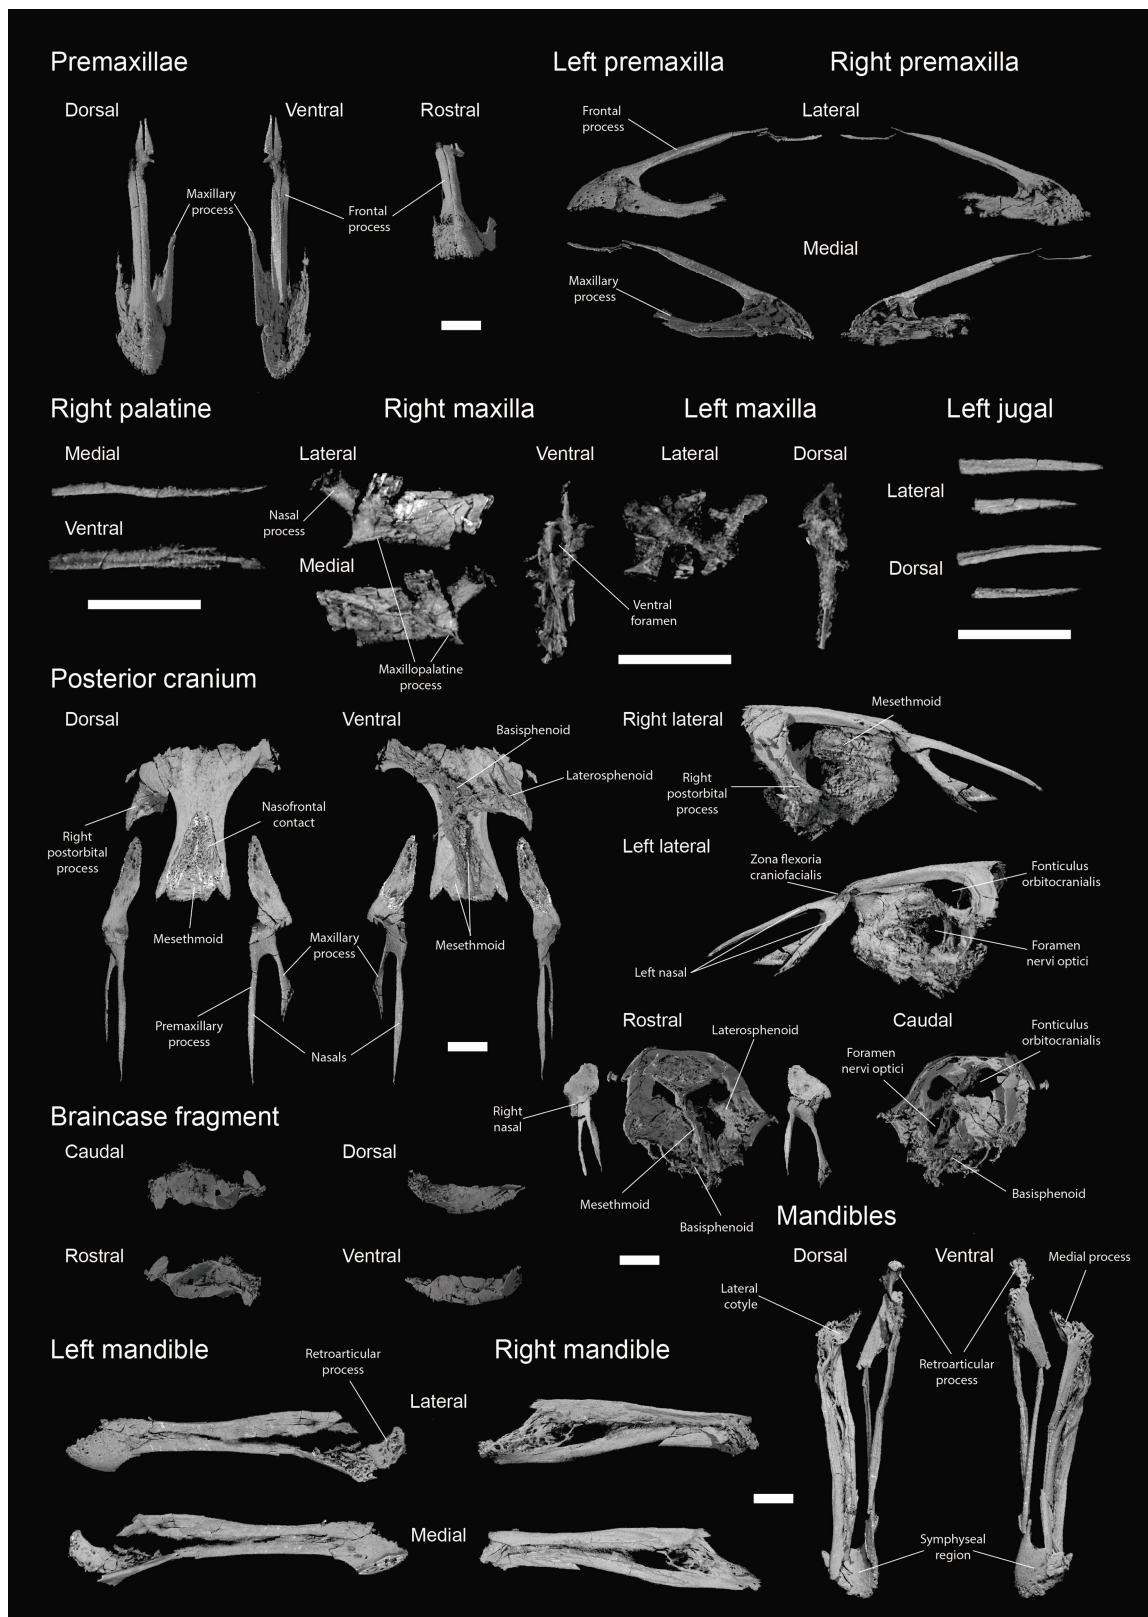 Premaxillae
Left premaxilla
Right premaxilla
Dorsal
Ventral
Rostral
Lateral
Frontal
process
Maxillary
process
Frontal
process
Medial
Maxillary
process
Right palatine
Right maxilla
Left maxilla
Left jugal
Medial
Lateral
Ventral
Lateral
Dorsal
Lateral
Nasal
process
Ventral
Medial
Dorsal
Ventral
foramen
Maxillopalatine
process
Posterior cranium
Dorsal
Ventral
Right lateral
Mesethmoid
Basisphenoid
Laterosphenoid
Right
postorbital
process
Nasofrontal
contact
Right
postorbital
process
Left lateral
Zona flexoria
craniofacialis
Fonticulus
orbitocranialis
Mesethmoid
Maxillary
process
Mesethmoid
Foramen
nervi optici
Left nasal
Premaxillary
process
Nasals
Rostral
Laterosphenoid
Caudal
Fonticulus
orbitocranialis
Foramen
nervi optici
Right
nasal
Mesethmoid
Basisphenoid
Basisphenoid
Braincase fragment
Caudal
Dorsal
Rostral
Ventral
Mandibles
Dorsal
Ventral
Medial process
Lateral
cotyle
Retroarticular
process
Symphyseal
region
Left mandible
Right mandible
Retroarticular
process
Lateral
Medial